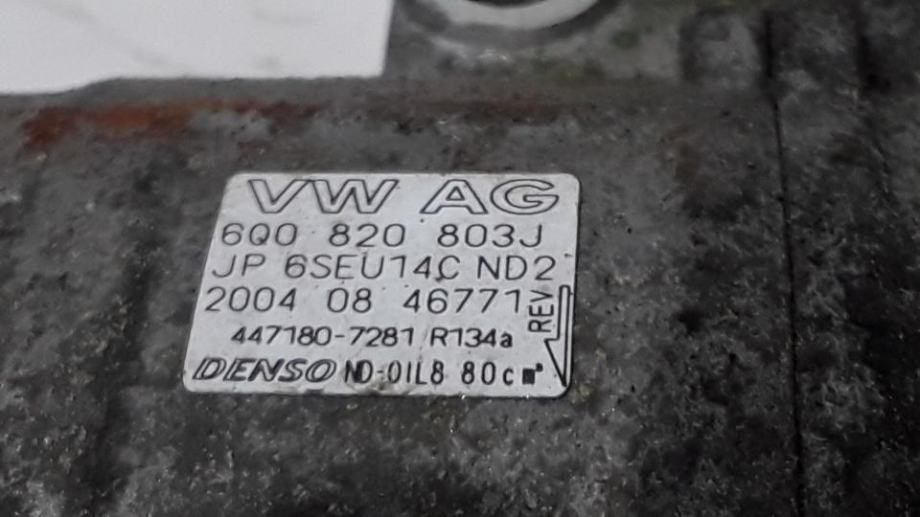 VW AG
6Q0 820 803J
JP 6SEU14C ND2
2004 08 46771
REV
447180-7281 R134a
DENSO ND-OIL8 80cm³